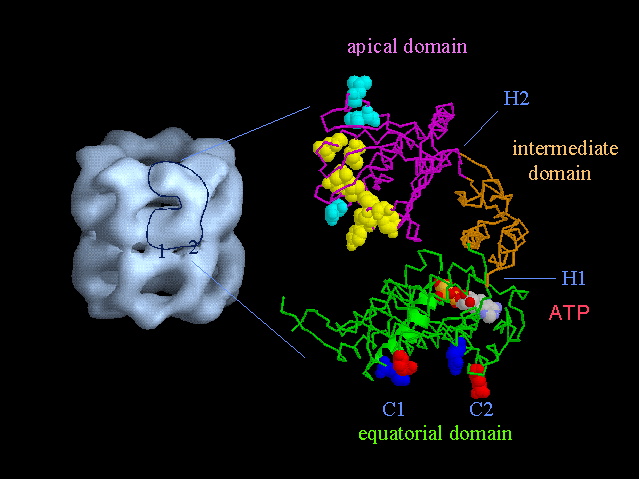 apical domain
H2
intermediate
domain
1 2
H1
ATP
C1 C2
equatorial domain